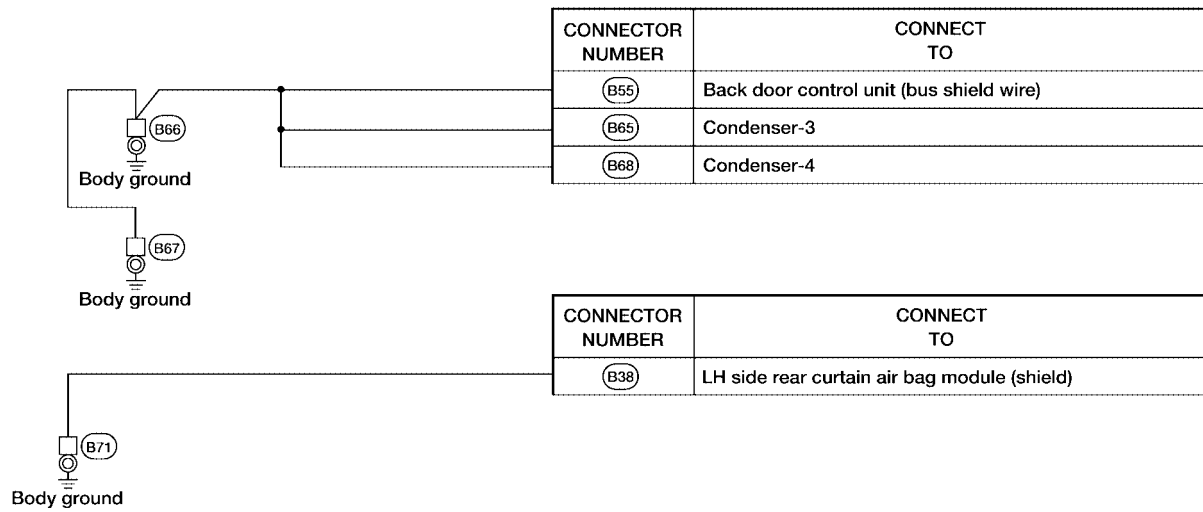 CONNECTOR NUMBER
CONNECT TO
B55
Back door control unit (bus shield wire)
B65
Condenser-3
B68
Condenser-4
B66
Body ground
B67
Body ground
CONNECTOR NUMBER
CONNECT TO
B38
LH side rear curtain air bag module (shield)
B71
Body ground